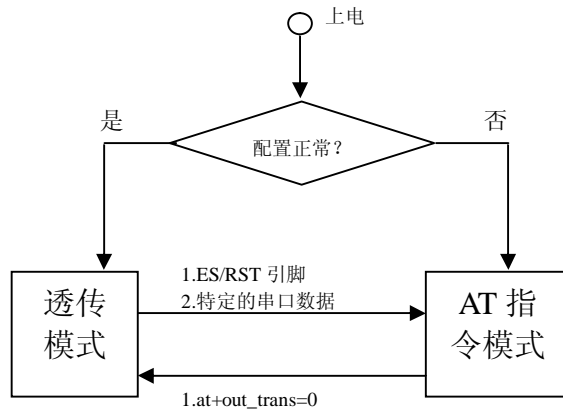 上电
是
否
配置正常？
1.ES/RST 引脚
2.特定的串口数据
透传
模式
AT 指
令模式
1.at+out_trans=0